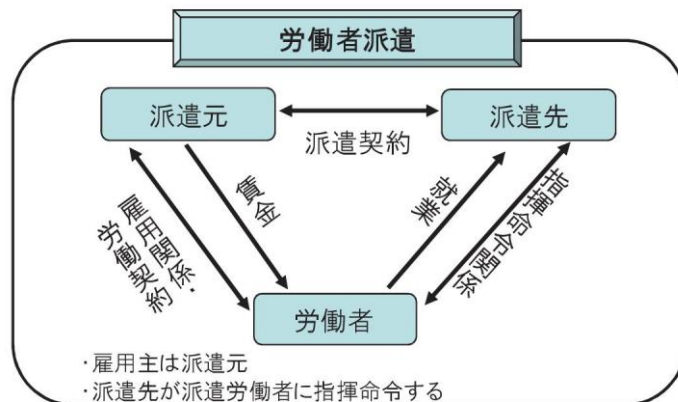 労働者派遣
派遣元
派遣先
派遣契約
賃金
就業
雇用関係・
労働契約
指揮命令関係
労働者
・雇用主は派遣元
・派遣先が派遣労働者に指揮命令する